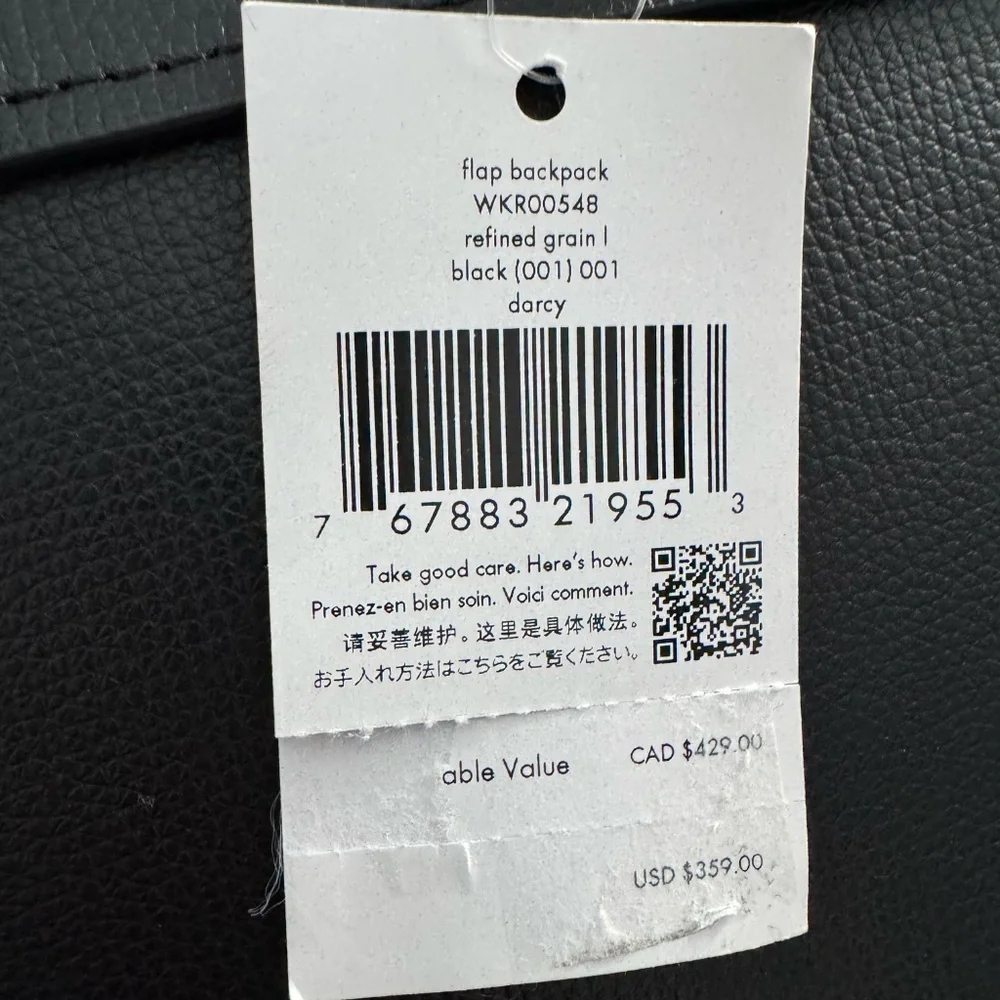 flap backpack
WKR00548
refined grain l
black (001) 001
darcy
7 67883 21955 3
Take good care. Here's how.
Prenez-en bien soin. Voici comment.
请妥善维护。这里是具体做法。
お手入れ方法はこちらをご覧ください。
able Value CAD $429.00
USD $359.00